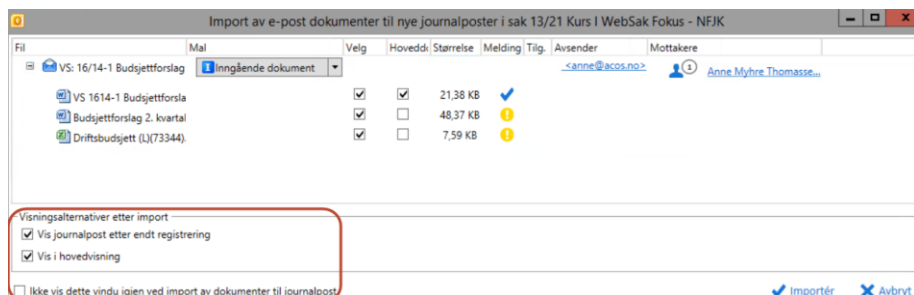 Import av e-post dokumenter til nye journalposter i sak 13/21 Kurs I WebSak Fokus - NFJK
Fil Mal Velg Hoveddo Størrelse Melding Tilg. Avsender Mottakere
VS: 16/14-1 Budsjettforslag Inngående dokument <anne@acos.no> 1 Anne Myhre Thomasse...
VS 1614-1 Budsjettforsla 21,38 KB
Budsjettforslag 2. kvartal 48,37 KB
Driftsbudsjett (L)(73344). 7,59 KB
Visningsalternativer etter import
Vis journalpost etter endt registrering
Vis i hovedvisning
Ikke vis dette vindu igjen ved import av dokumenter til journalpost Importér Avbryt